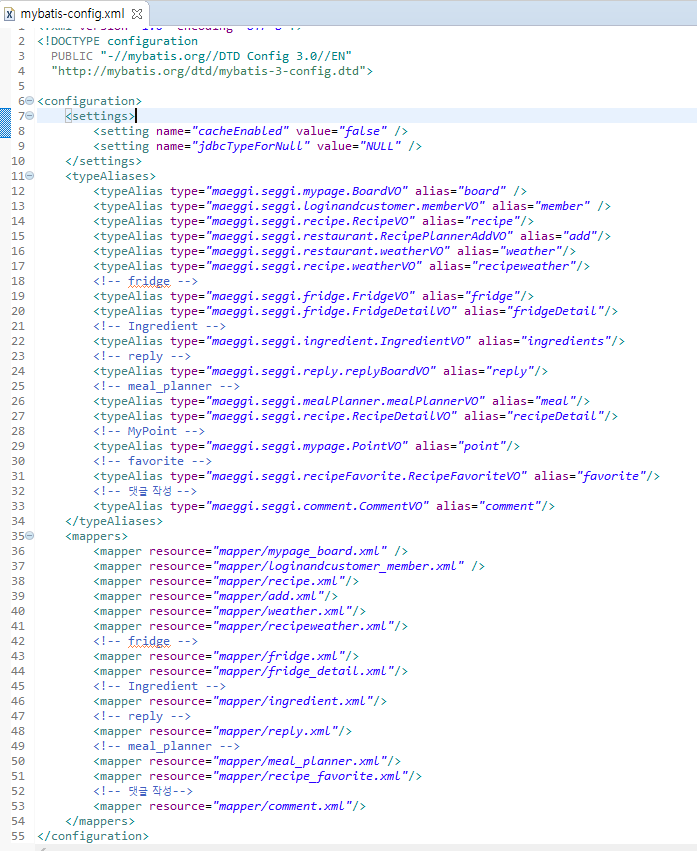 mybatis-config.xml
1 <?xml version="1.0" encoding="UTF-8"?>
2 <!DOCTYPE configuration
3 PUBLIC "-//mybatis.org//DTD Config 3.0//EN"
4 "http://mybatis.org/dtd/mybatis-3-config.dtd">
5
6 <configuration>
7 <settings>
8 <setting name="cacheEnabled" value="false" />
9 <setting name="jdbcTypeForNull" value="NULL" />
10 </settings>
11 <typeAliases>
12 <typeAlias type="maeggi.seggi.mypage.BoardVO" alias="board" />
13 <typeAlias type="maeggi.seggi.loginandcustomer.memberVO" alias="member" />
14 <typeAlias type="maeggi.seggi.recipe.RecipeVO" alias="recipe"/>
15 <typeAlias type="maeggi.seggi.restaurant.RecipePlannerAddVO" alias="add"/>
16 <typeAlias type="maeggi.seggi.restaurant.weatherVO" alias="weather"/>
17 <typeAlias type="maeggi.seggi.recipe.weatherVO" alias="recipeweather"/>
18 <!-- fridge -->
19 <typeAlias type="maeggi.seggi.fridge.FridgeVO" alias="fridge"/>
20 <typeAlias type="maeggi.seggi.fridge.FridgeDetailVO" alias="fridgeDetail"/>
21 <!-- Ingredient -->
22 <typeAlias type="maeggi.seggi.ingredient.IngredientVO" alias="ingredients"/>
23 <!-- reply -->
24 <typeAlias type="maeggi.seggi.reply.replyBoardVO" alias="reply"/>
25 <!-- meal_planner -->
26 <typeAlias type="maeggi.seggi.mealPlanner.mealPlannerVO" alias="meal"/>
27 <typeAlias type="maeggi.seggi.recipe.RecipeDetailVO" alias="recipeDetail"/>
28 <!-- MyPoint -->
29 <typeAlias type="maeggi.seggi.mypage.PointVO" alias="point"/>
30 <!-- favorite -->
31 <typeAlias type="maeggi.seggi.recipeFavorite.RecipeFavoriteVO" alias="favorite"/>
32 <!-- 댓글 작성 -->
33 <typeAlias type="maeggi.seggi.comment.CommentVO" alias="comment"/>
34 </typeAliases>
35 <mappers>
36 <mapper resource="mapper/mypage_board.xml" />
37 <mapper resource="mapper/loginandcustomer_member.xml" />
38 <mapper resource="mapper/recipe.xml"/>
39 <mapper resource="mapper/add.xml"/>
40 <mapper resource="mapper/weather.xml"/>
41 <mapper resource="mapper/recipeweather.xml"/>
42 <!-- fridge -->
43 <mapper resource="mapper/fridge.xml"/>
44 <mapper resource="mapper/fridge_detail.xml"/>
45 <!-- Ingredient -->
46 <mapper resource="mapper/ingredient.xml"/>
47 <!-- reply -->
48 <mapper resource="mapper/reply.xml"/>
49 <!-- meal_planner -->
50 <mapper resource="mapper/meal_planner.xml"/>
51 <mapper resource="mapper/recipe_favorite.xml"/>
52 <!-- 댓글 작성-->
53 <mapper resource="mapper/comment.xml"/>
54 </mappers>
55 </configuration>